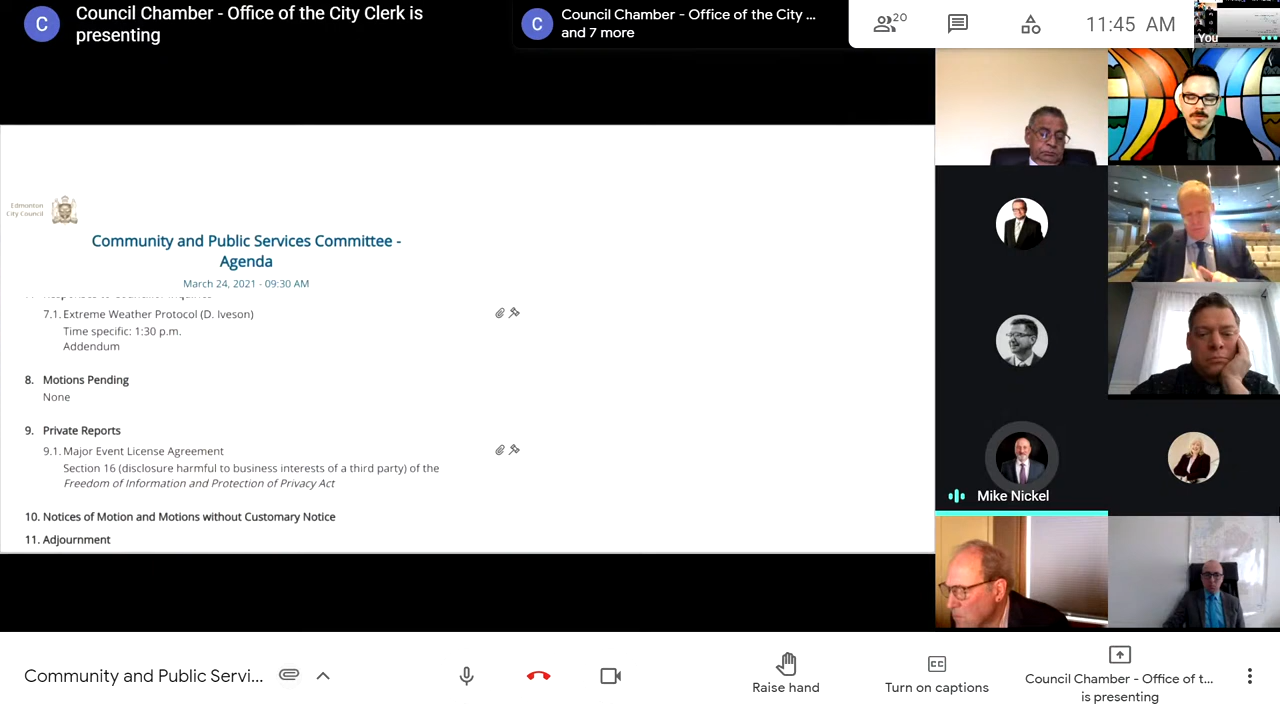 C
Council Chamber - Office of the City Clerk is
presenting
C
Council Chamber - Office of the City ...
and 7 more
20
11:45 AM
You
Edmonton
City Council
Community and Public Services Committee -
Agenda
March 24, 2021 - 09:30 AM
7.1. Extreme Weather Protocol (D. Iveson)
Time specific: 1:30 p.m.
Addendum
8. Motions Pending
None
9. Private Reports
9.1. Major Event License Agreement
Section 16 (disclosure harmful to business interests of a third party) of the
Freedom of Information and Protection of Privacy Act
10. Notices of Motion and Motions without Customary Notice
11. Adjournment
Mike Nickel
Community and Public Servi...
Raise hand
CC
Turn on captions
Council Chamber - Office of t...
is presenting